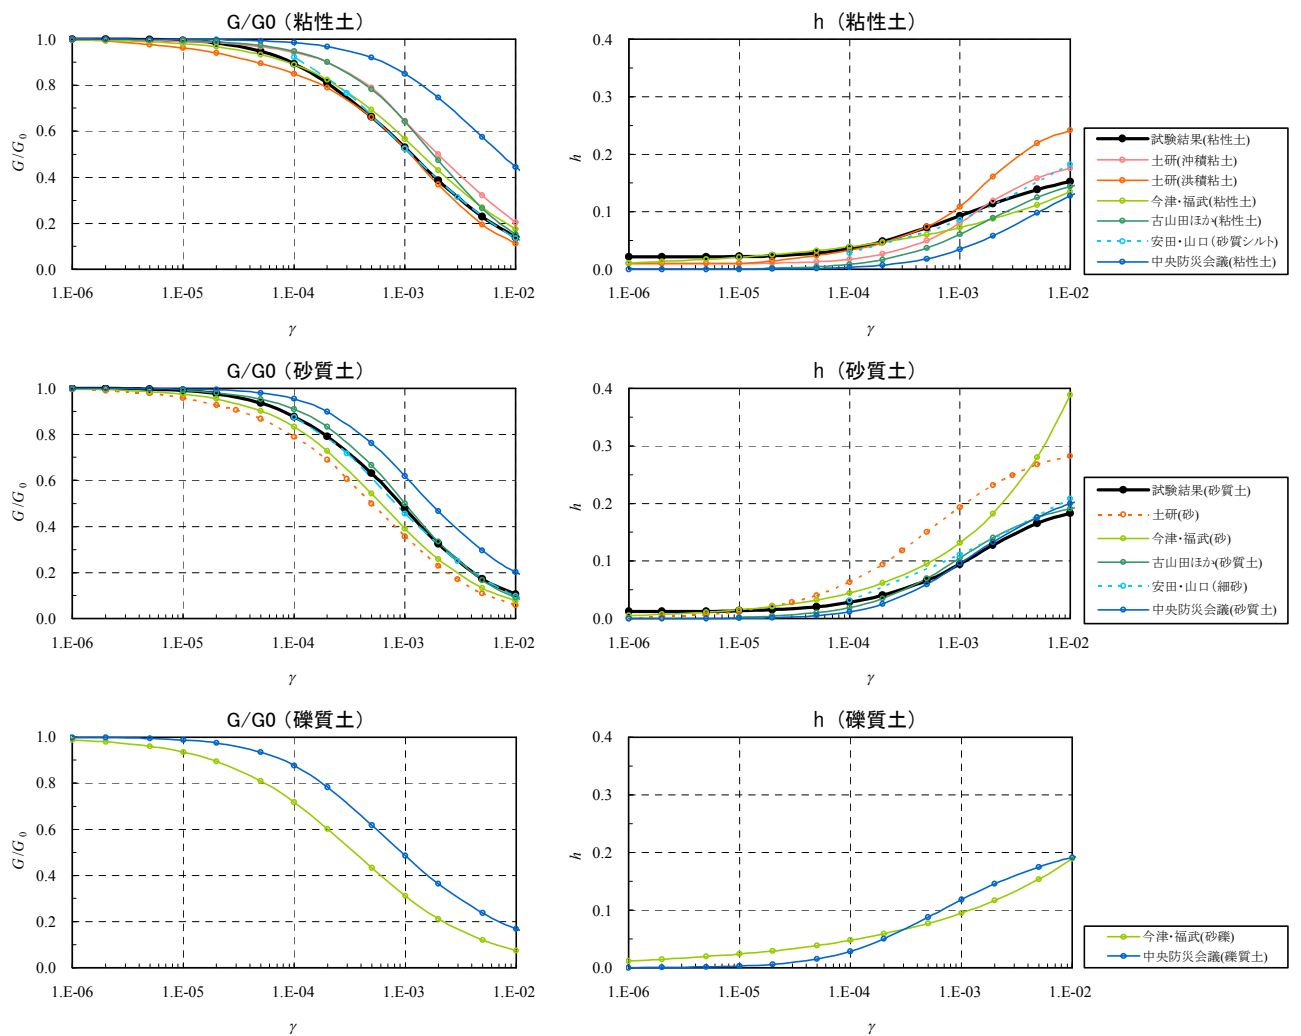 G/G0（粘性土）
1.0
0.8
0.6
0.4
0.2
0.0
G/G0
1.E-06 1.E-05 1.E-04 1.E-03 1.E-02
γ
h（粘性土）
0.4
0.3
0.2
0.1
0.0
h
1.E-06 1.E-05 1.E-04 1.E-03 1.E-02
γ
試験結果(粘性土)
土研(沖積粘土)
土研(洪積粘土)
今津・福武(粘性土)
古山田ほか(粘性土)
安田・山口(砂質シルト)
中央防災会議(粘性土)
G/G0（砂質土）
1.0
0.8
0.6
0.4
0.2
0.0
G/G0
1.E-06 1.E-05 1.E-04 1.E-03 1.E-02
γ
h（砂質土）
0.4
0.3
0.2
0.1
0.0
h
1.E-06 1.E-05 1.E-04 1.E-03 1.E-02
γ
試験結果(砂質土)
土研(砂)
今津・福武(砂)
古山田ほか(砂質土)
安田・山口(細砂)
中央防災会議(砂質土)
G/G0（礫質土）
1.0
0.8
0.6
0.4
0.2
0.0
G/G0
1.E-06 1.E-05 1.E-04 1.E-03 1.E-02
γ
h（礫質土）
0.4
0.3
0.2
0.1
0.0
h
1.E-06 1.E-05 1.E-04 1.E-03 1.E-02
γ
今津・福武(砂礫)
中央防災会議(礫質土)